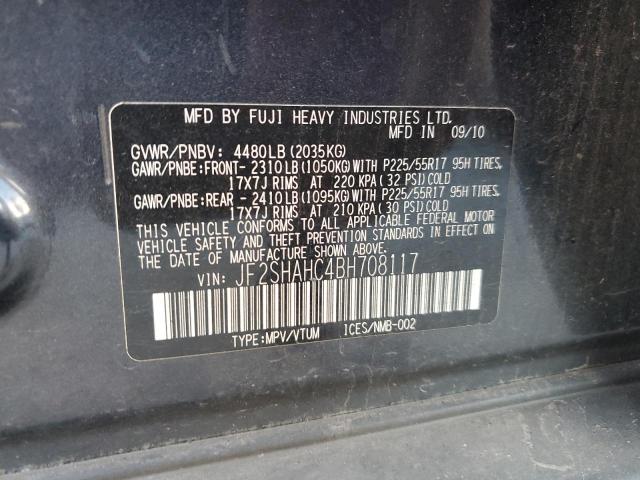 MFD BY FUJI HEAVY INDUSTRIES LTD.
MFD IN 09/10
GVWR/PNBV: 4480LB (2035KG)
GAWR/PNBE:FRONT- 2310LB (1050KG) WITH P225/55R17 95H TIRES,
17X7J RIMS AT 220 KPA (32 PSI) COLD
GAWR/PNBE:REAR - 2410LB (1095KG) WITH P225/55R17 95H TIRES,
17X7J RIMS AT 210 KPA (30 PSI) COLD
THIS VEHICLE CONFORMS TO ALL APPLICABLE FEDERAL MOTOR
VEHICLE SAFETY AND THEFT PREVENTION STANDARDS IN EFFECT
ON THE DATE OF MANUFACTURE SHOWN ABOVE.
VIN: JF2SHAHC4BH708117
TYPE:MPV/VTUM ICES/NMB-002